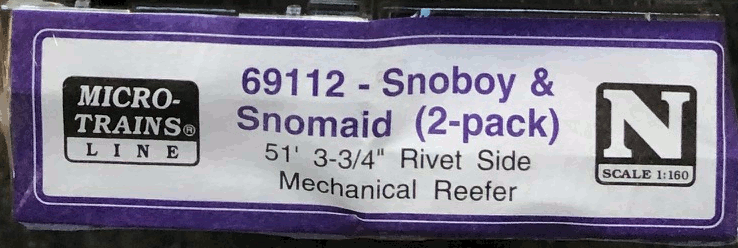 MICRO-
TRAINS®
LINE
69112 - Snoboy &
Snomaid (2-pack)
51' 3-3/4" Rivet Side
Mechanical Reefer
N
SCALE 1:160